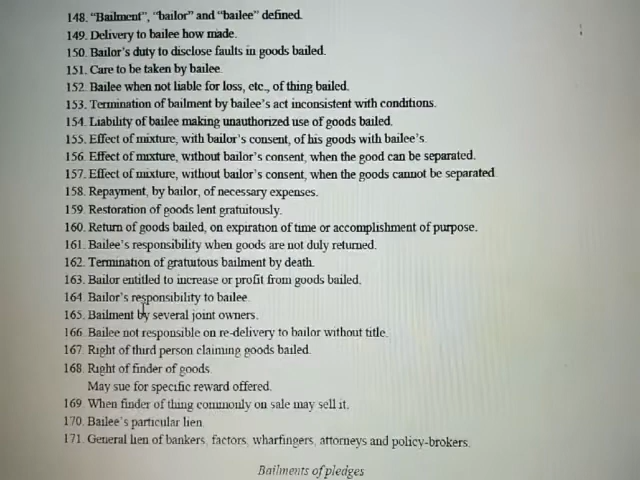 148. “Bailment”, “bailor” and “bailee” defined.
149. Delivery to bailee how made.
150. Bailor’s duty to disclose faults in goods bailed.
151. Care to be taken by bailee.
152. Bailee when not liable for loss, etc., of thing bailed.
153. Termination of bailment by bailee’s act inconsistent with conditions.
154. Liability of bailee making unauthorized use of goods bailed.
155. Effect of mixture, with bailor’s consent, of his goods with bailee’s.
156. Effect of mixture, without bailor’s consent, when the good can be separated.
157. Effect of mixture, without bailor’s consent, when the goods cannot be separated.
158. Repayment, by bailor, of necessary expenses.
159. Restoration of goods lent gratuitously.
160. Return of goods bailed, on expiration of time or accomplishment of purpose.
161. Bailee’s responsibility when goods are not duly returned.
162. Termination of gratuitous bailment by death.
163. Bailor entitled to increase or profit from goods bailed.
164. Bailor’s responsibility to bailee.
165. Bailment by several joint owners.
166. Bailee not responsible on re-delivery to bailor without title.
167. Right of third person claiming goods bailed.
168. Right of finder of goods.
May sue for specific reward offered.
169. When finder of thing commonly on sale may sell it.
170. Bailee’s particular lien.
171. General lien of bankers, factors, wharfingers, attorneys and policy-brokers.
Bailments of pledges